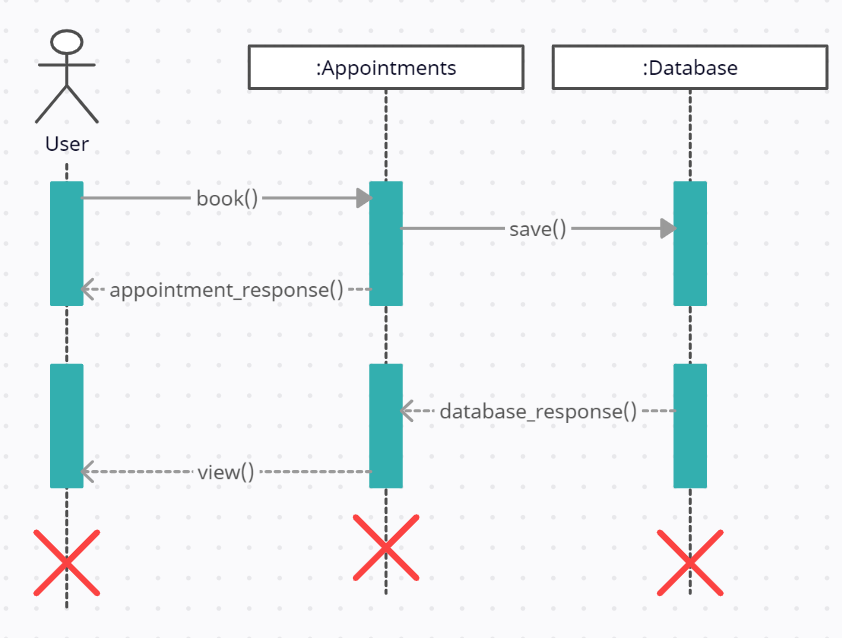 :Appointments
:Database
User
book()
save()
appointment_response()
database_response()
view()